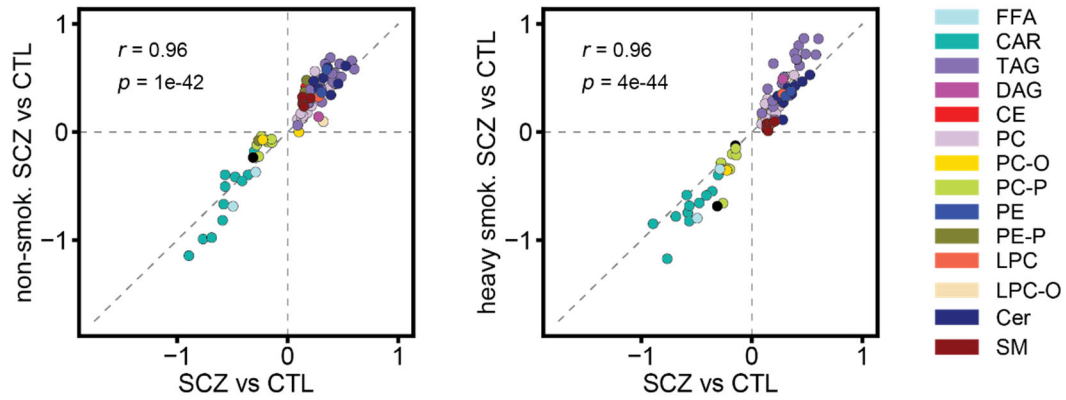 non-smok. SCZ vs CTL
1
0
−1
r = 0.96
p = 1e-42
−1
0
1
SCZ vs CTL
heavy smok. SCZ vs CTL
1
0
−1
r = 0.96
p = 4e-44
−1
0
1
SCZ vs CTL
FFA
CAR
TAG
DAG
CE
PC
PC-O
PC-P
PE
PE-P
LPC
LPC-O
Cer
SM